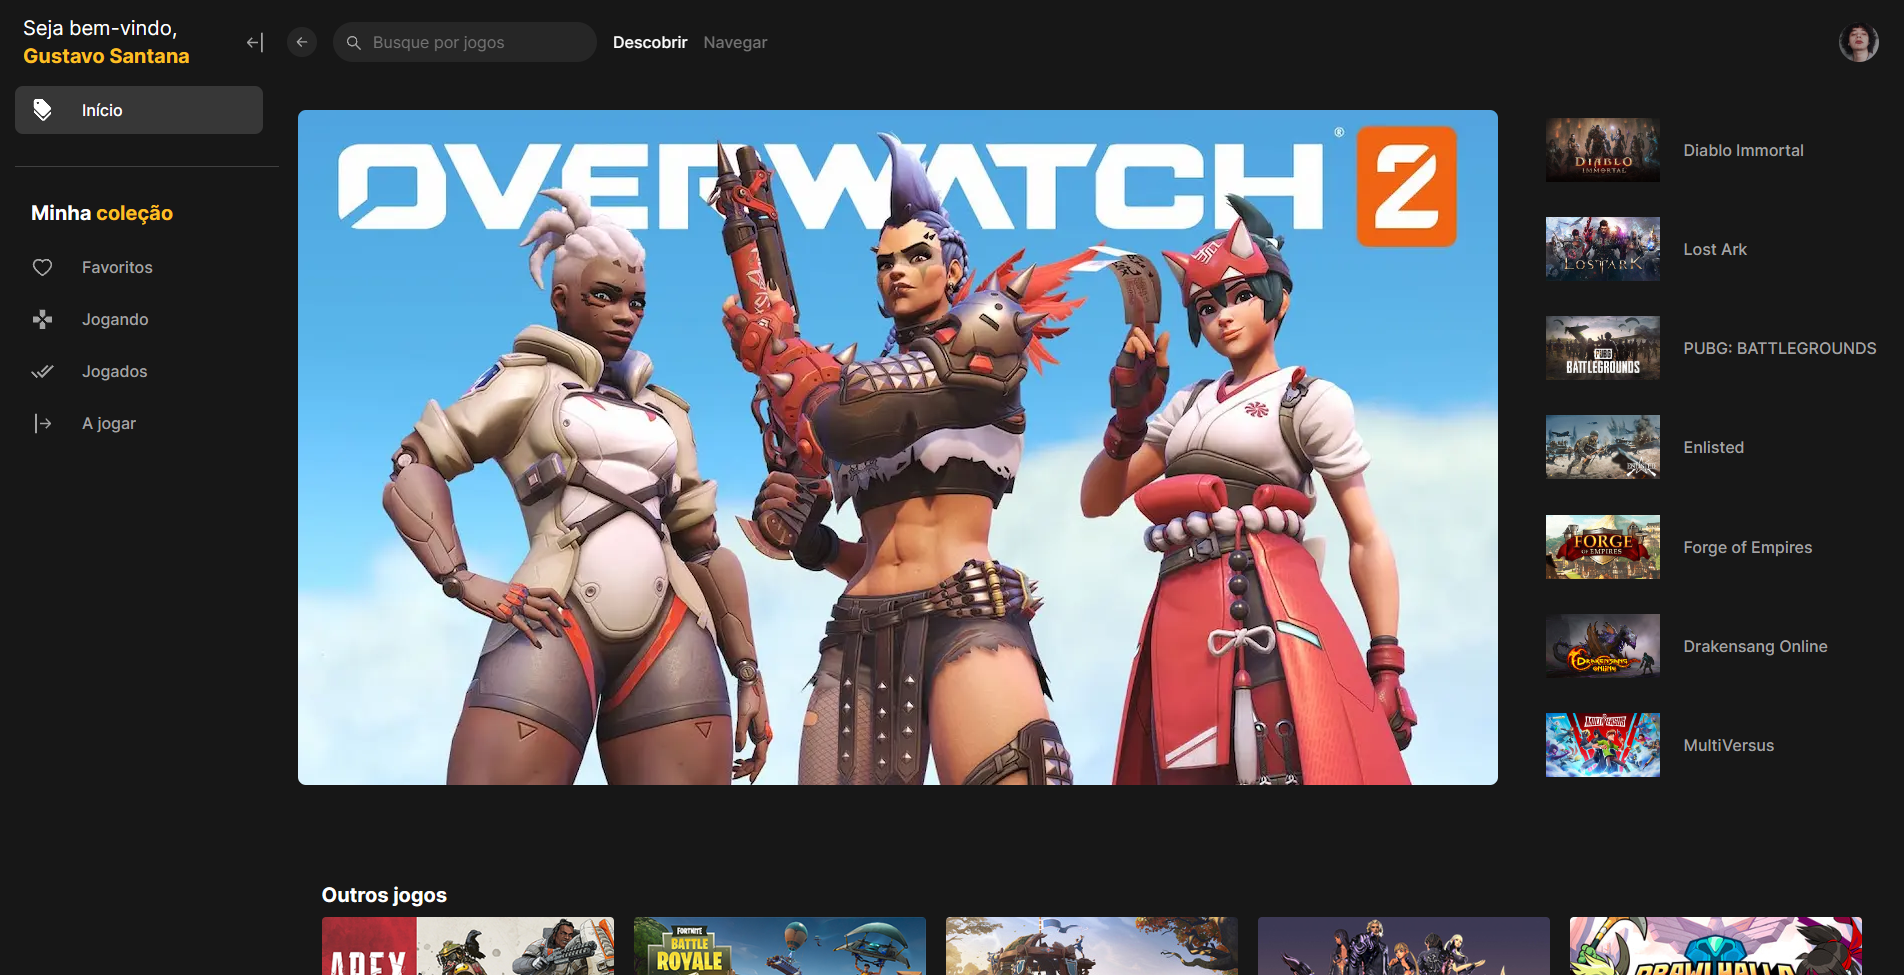 Seja bem-vindo,
Gustavo Santana
Busque por jogos
Descobrir
Navegar
Início
Minha coleção
Favoritos
Jogando
Jogados
A jogar
OVERWATCH 2
®
DIABLO
IMMORTAL
Diablo Immortal
LOST ARK
Lost Ark
PUBG
BATTLEGROUNDS
PUBG: BATTLEGROUNDS
ENLISTED
Enlisted
FORGE
OF EMPIRES
Forge of Empires
DRAKENSANG
ONLINE
Drakensang Online
MULTIVERSUS
MultiVersus
Outros jogos
APEX
FORTNITE
BATTLE
ROYALE
BRAWLHALLA